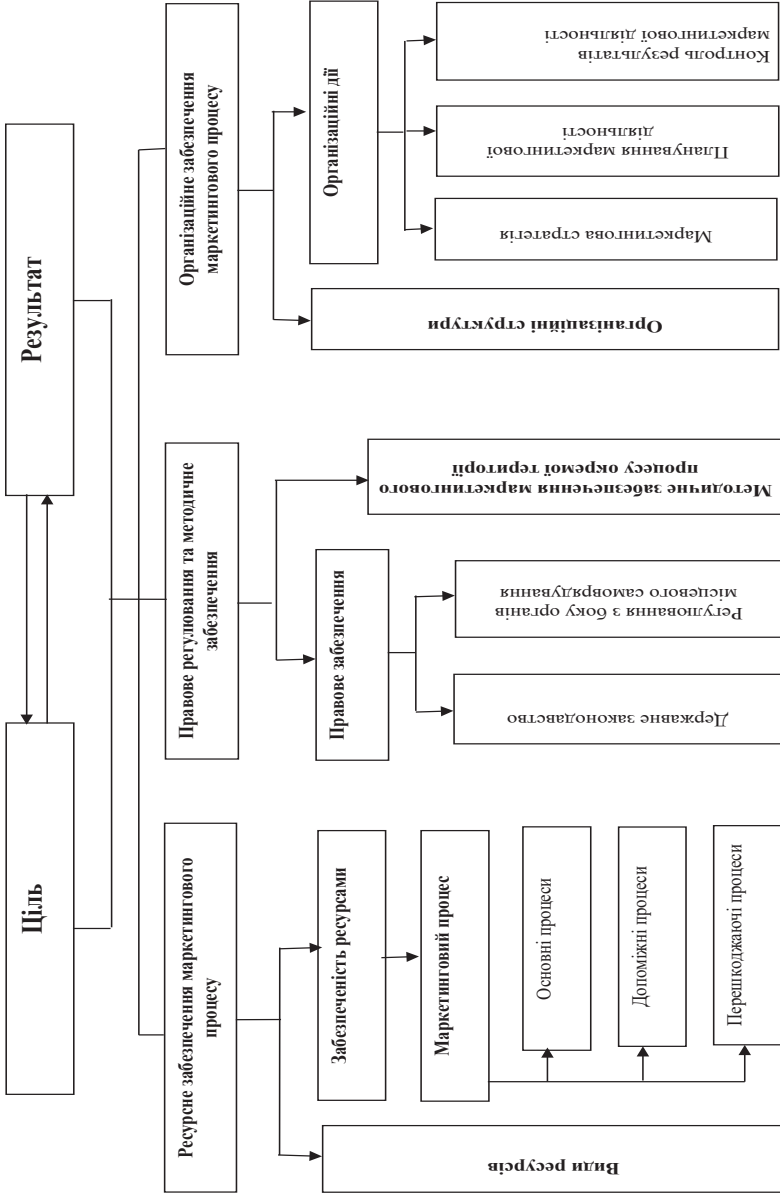 Ціль
Результат
Ресурсне забезпечення маркетингового
процесу
Правове регулювання та методичне
забезпечення
Організаційне забезпечення
маркетингового процесу
Види ресурсів
Забезпеченість ресурсами
Маркетинговий процес
Основні процеси
Допоміжні процеси
Перешкоджаючі процеси
Правове забезпечення
Державне законодавство
Регулювання з боку органів
місцевого самоврядування
Методичне забезпечення маркетингового
процесу окремої території
Організаційні структури
Організаційні дії
Маркетингова стратегія
Планування маркетингової
діяльності
Контроль результатів
маркетингової діяльності